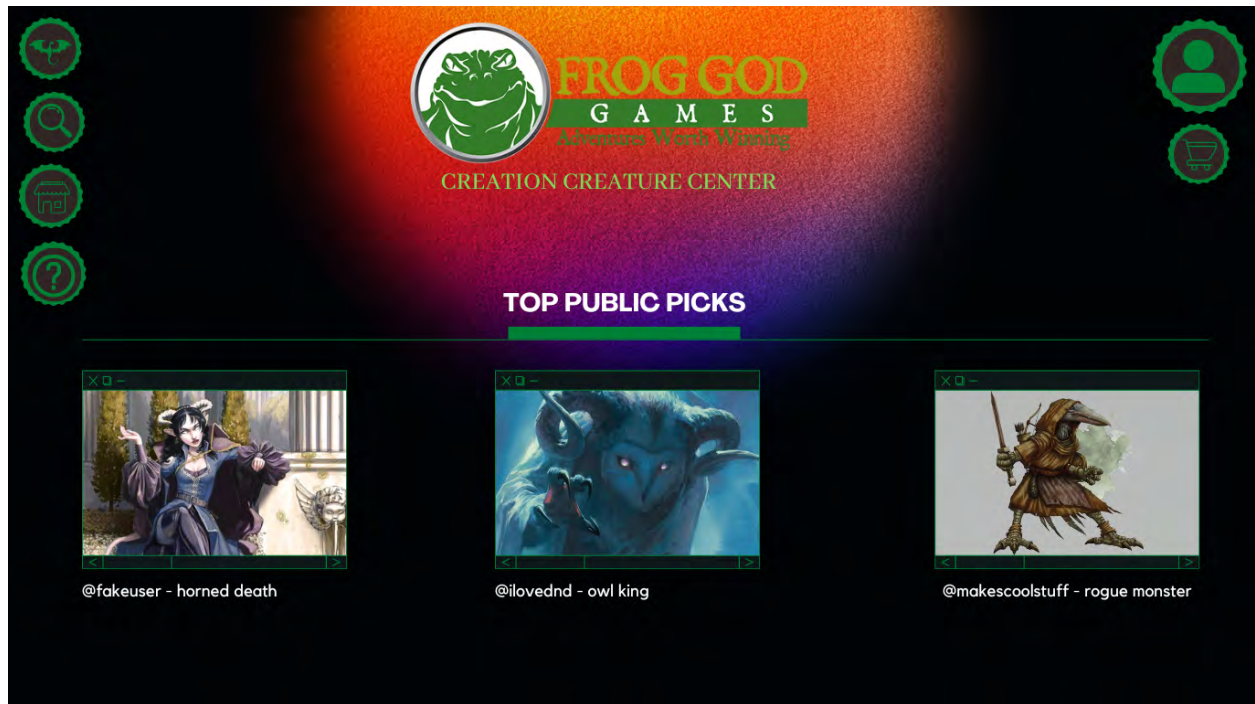 FROG GOD
GAMES
Adventures Worth Winning
CREATION CREATURE CENTER
TOP PUBLIC PICKS
@fakeuser - horned death
@ilovednd - owl king
@makescoolstuff - rogue monster